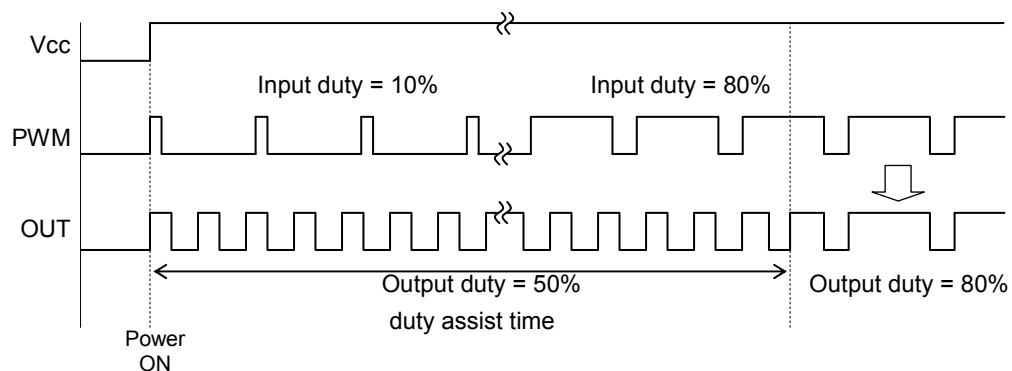 Vcc
Input duty = 10%
Input duty = 80%
PWM
OUT
Output duty = 50%
Output duty = 80%
duty assist time
Power
ON